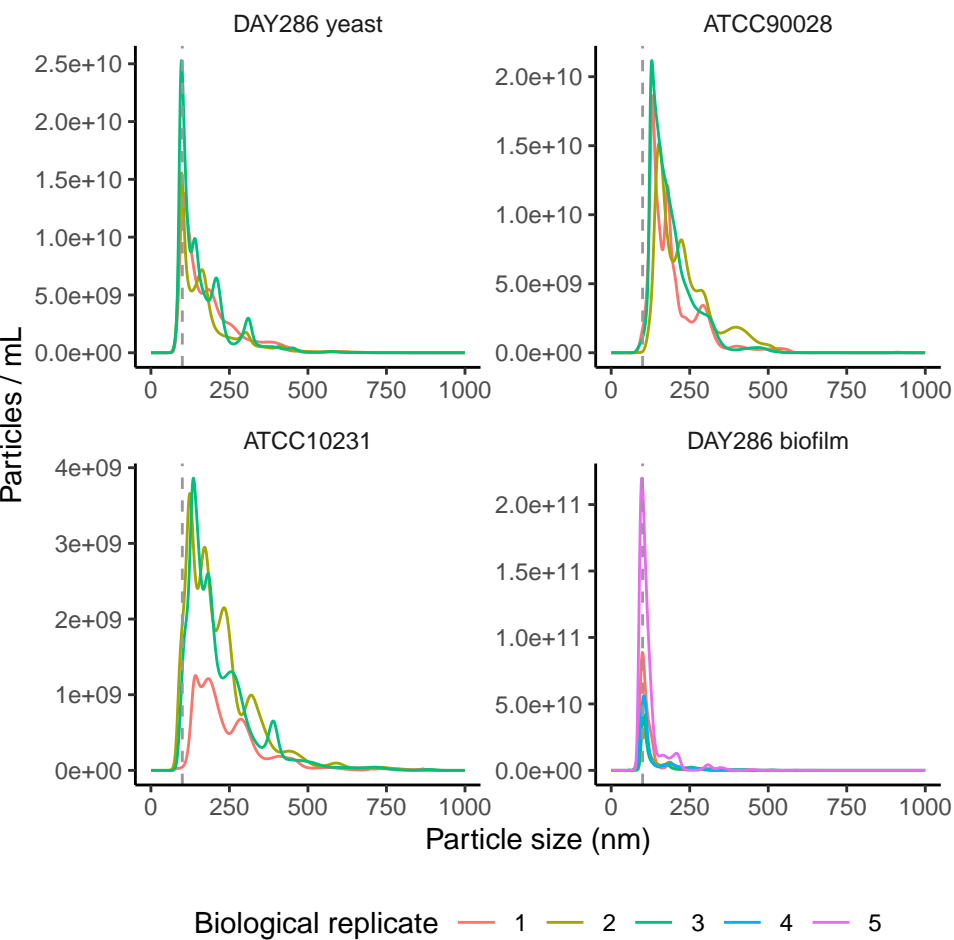 DAY286 yeast
ATCC90028
2.5e+10
2.0e+10
1.5e+10
1.0e+10
5.0e+09
0.0e+00
0 250 500 750 1000
2.0e+10
1.5e+10
1.0e+10
5.0e+09
0.0e+00
0 250 500 750 1000
Particles / mL
ATCC10231
DAY286 biofilm
4e+09
3e+09
2e+09
1e+09
0e+00
0 250 500 750 1000
2.0e+11
1.5e+11
1.0e+11
5.0e+10
0.0e+00
0 250 500 750 1000
Particle size (nm)
Biological replicate 1 2 3 4 5